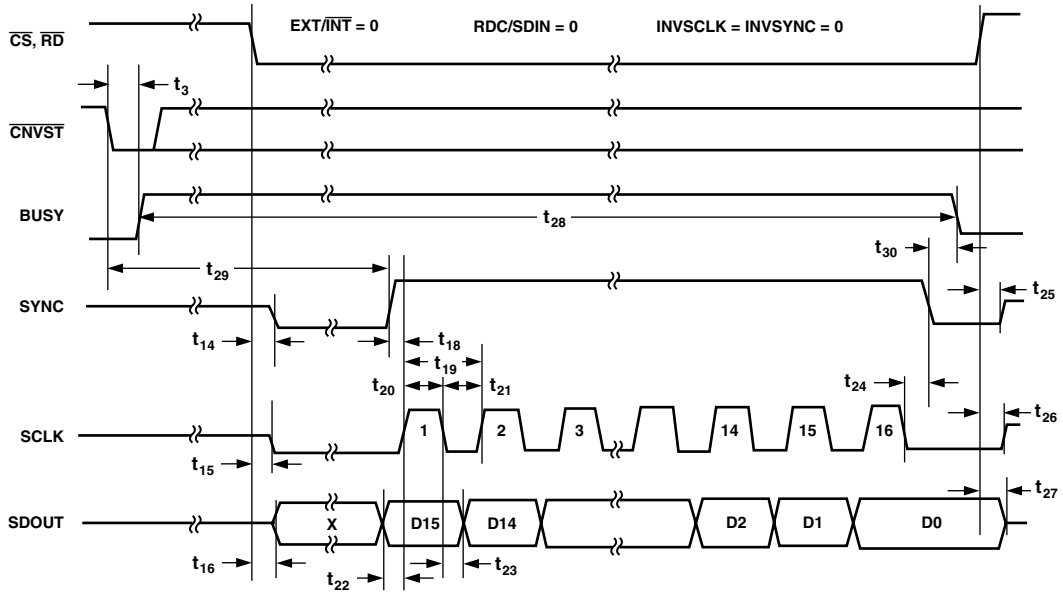 EXT/INT = 0 RDC/SDIN = 0 INVSCLK = INVSYNC = 0
CS, RD
t3
CNVST
BUSY
t28
t30
t29
t25
SYNC
t14
t18
t19
t20
t21
t24
t26
SCLK
1 2 3 14 15 16
t15
t27
SDOUT
X D15 D14 D2 D1 D0
t16
t22
t23